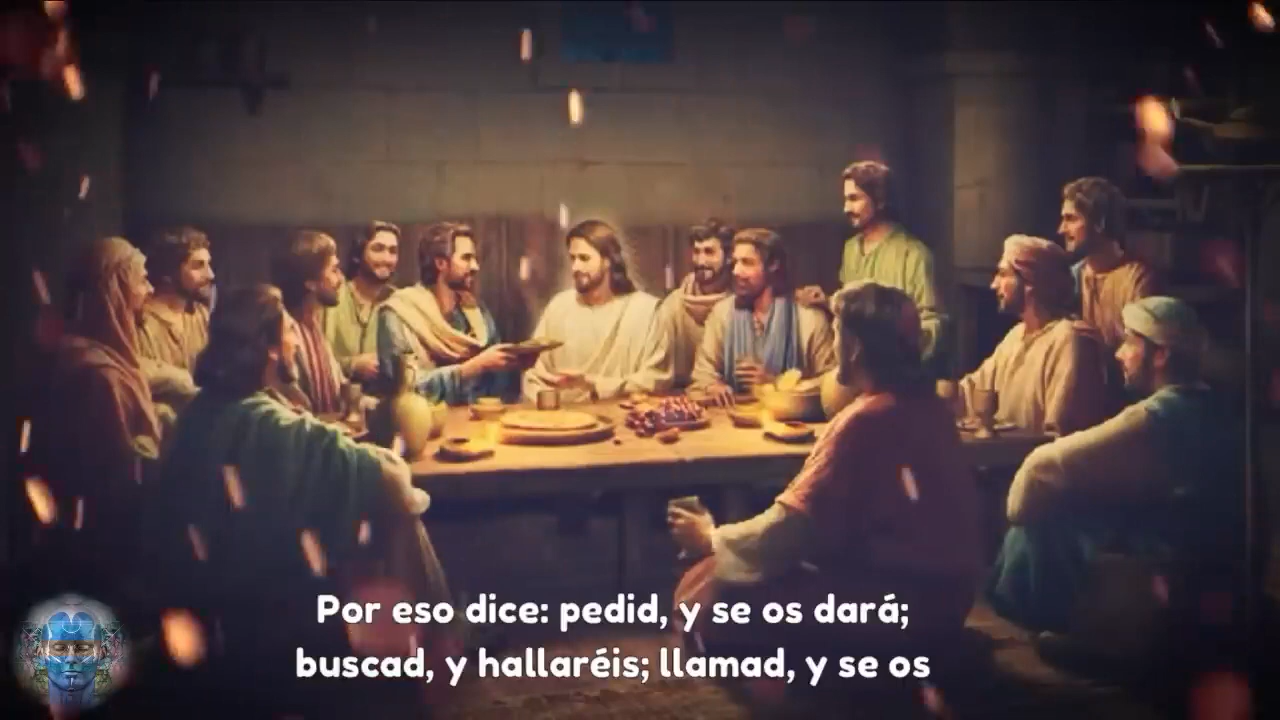 Por eso dice: pedid, y se os dará;
buscad, y hallaréis; llamad, y se os